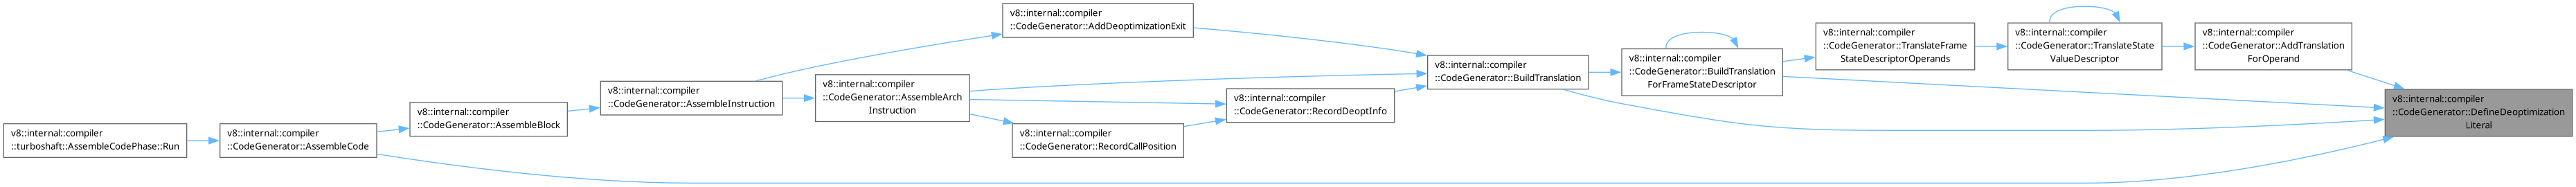 v8::internal::compiler
::turboshaft::AssembleCodePhase::Run
v8::internal::compiler
::CodeGenerator::AssembleCode
v8::internal::compiler
::CodeGenerator::AssembleBlock
v8::internal::compiler
::CodeGenerator::AssembleInstruction
v8::internal::compiler
::CodeGenerator::AssembleArch
Instruction
v8::internal::compiler
::CodeGenerator::AddDeoptimizationExit
v8::internal::compiler
::CodeGenerator::RecordCallPosition
v8::internal::compiler
::CodeGenerator::RecordDeoptInfo
v8::internal::compiler
::CodeGenerator::BuildTranslation
v8::internal::compiler
::CodeGenerator::BuildTranslation
ForFrameStateDescriptor
v8::internal::compiler
::CodeGenerator::TranslateFrame
StateDescriptorOperands
v8::internal::compiler
::CodeGenerator::TranslateState
ValueDescriptor
v8::internal::compiler
::CodeGenerator::AddTranslation
ForOperand
v8::internal::compiler
::CodeGenerator::DefineDeoptimization
Literal